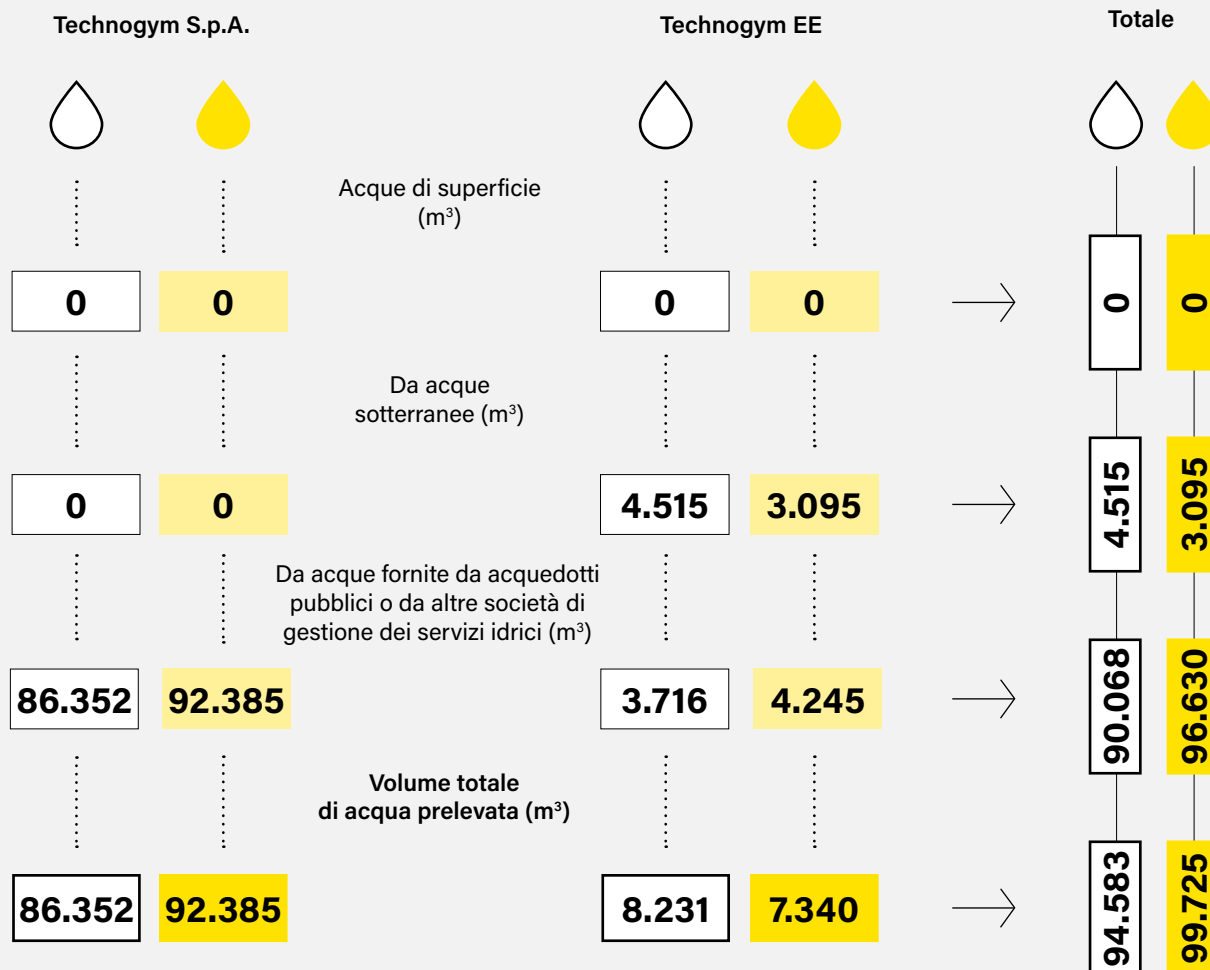 Technogym S.p.A.
Technogym EE
Totale
Acque di superficie
(m³)
0
0
0
0
0
0
Da acque
sotterranee (m³)
0
0
4.515
3.095
4.515
3.095
Da acque fornite da acquedotti
pubblici o da altre società di
gestione dei servizi idrici (m³)
86.352
92.385
3.716
4.245
90.068
96.630
Volume totale
di acqua prelevata (m³)
86.352
92.385
8.231
7.340
94.583
99.725